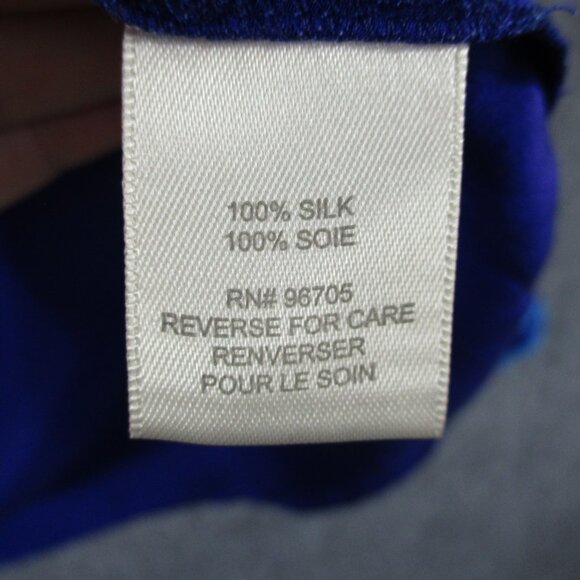 100% SILK
100% SOIE
RN# 96705
REVERSE FOR CARE
RENVERSER
POUR LE SOIN